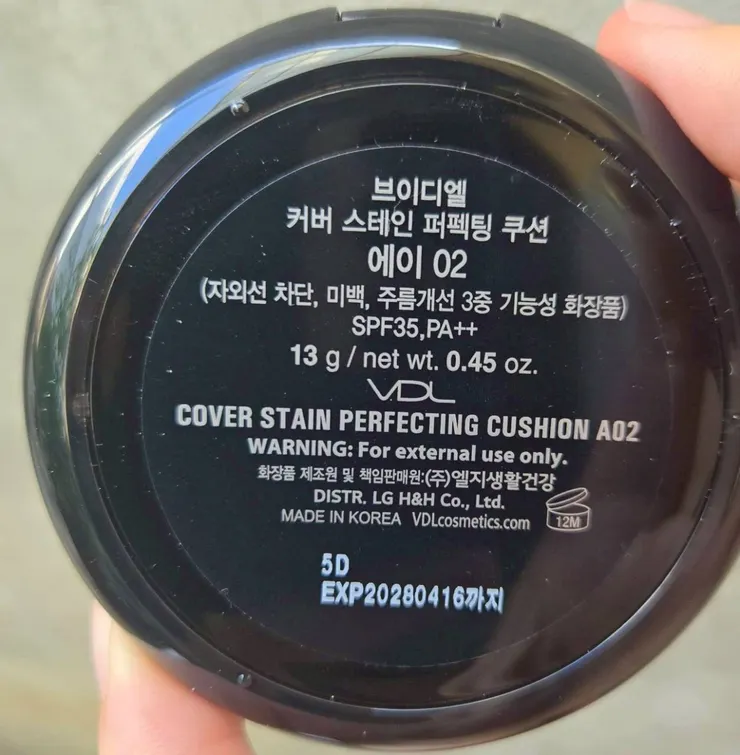 브이디엘
커버 스테인 퍼펙팅 쿠션
에이 02
(자외선 차단, 미백, 주름개선 3중 기능성 화장품)
SPF35,PA++
13 g / net wt. 0.45 oz.
VDL
COVER STAIN PERFECTING CUSHION A02
WARNING: For external use only.
화장품 제조원 및 책임판매원:(주)엘지생활건강
DISTR. LG H&H Co., Ltd.
MADE IN KOREA VDLcosmetics.com 12M
5D
EXP20280416까지